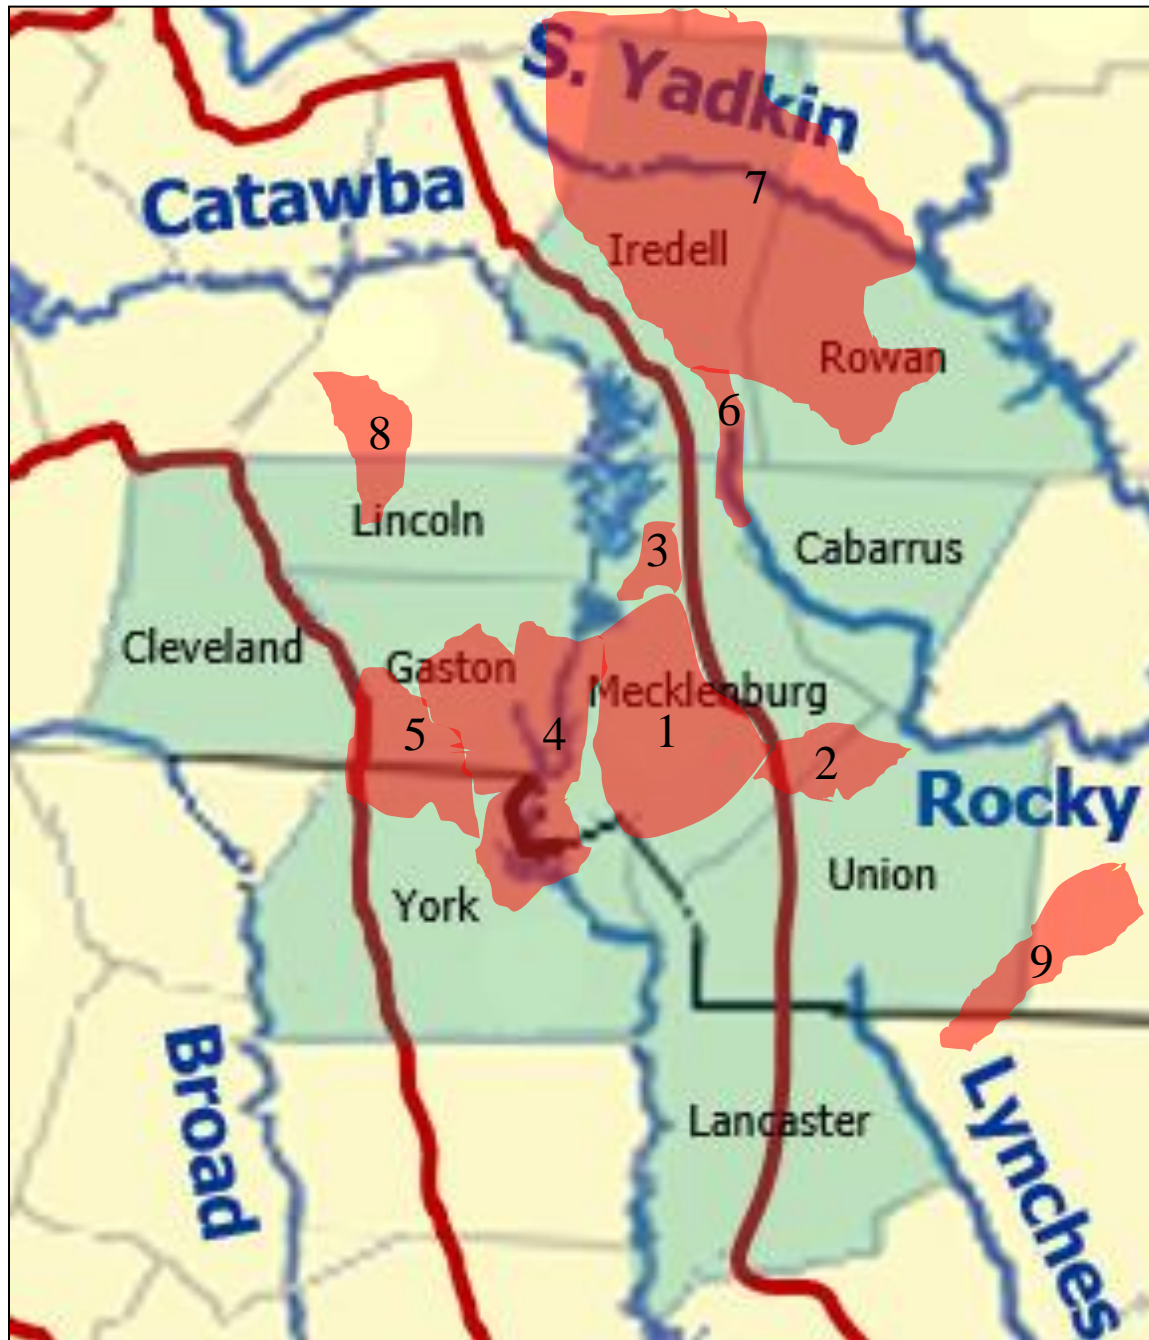 S. Yadkin
Catawba
7
Iredell
Rowan
6
8
Lincoln
3
Cabarrus
Cleveland
Gaston
Mecklenburg
5
4
1
2
Rocky
Union
York
9
Broad
Lancaster
Lynches